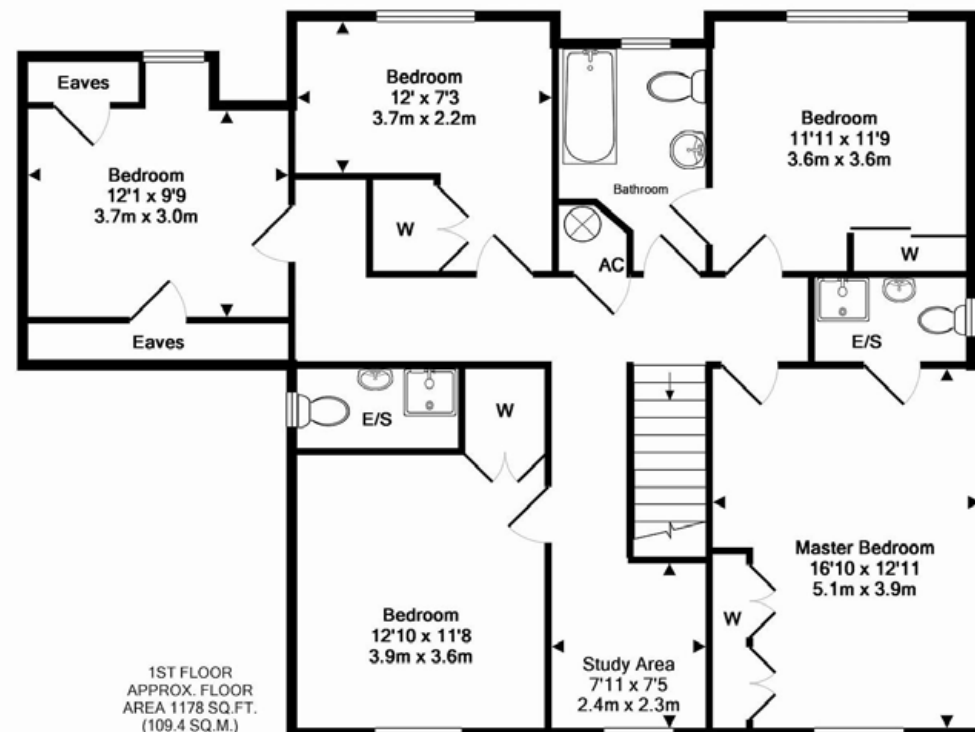 Eaves
Bedroom
12'1 x 9'9
3.7m x 3.0m
Eaves
Bedroom
12' x 7'3
3.7m x 2.2m
W
Bathroom
AC
Bedroom
11'11 x 11'9
3.6m x 3.6m
W
E/S
E/S
W
Bedroom
12'10 x 11'8
3.9m x 3.6m
Study Area
7'11 x 7'5
2.4m x 2.3m
W
Master Bedroom
16'10 x 12'11
5.1m x 3.9m
1ST FLOOR
APPROX. FLOOR
AREA 1178 SQ.FT.
(109.4 SQ.M.)